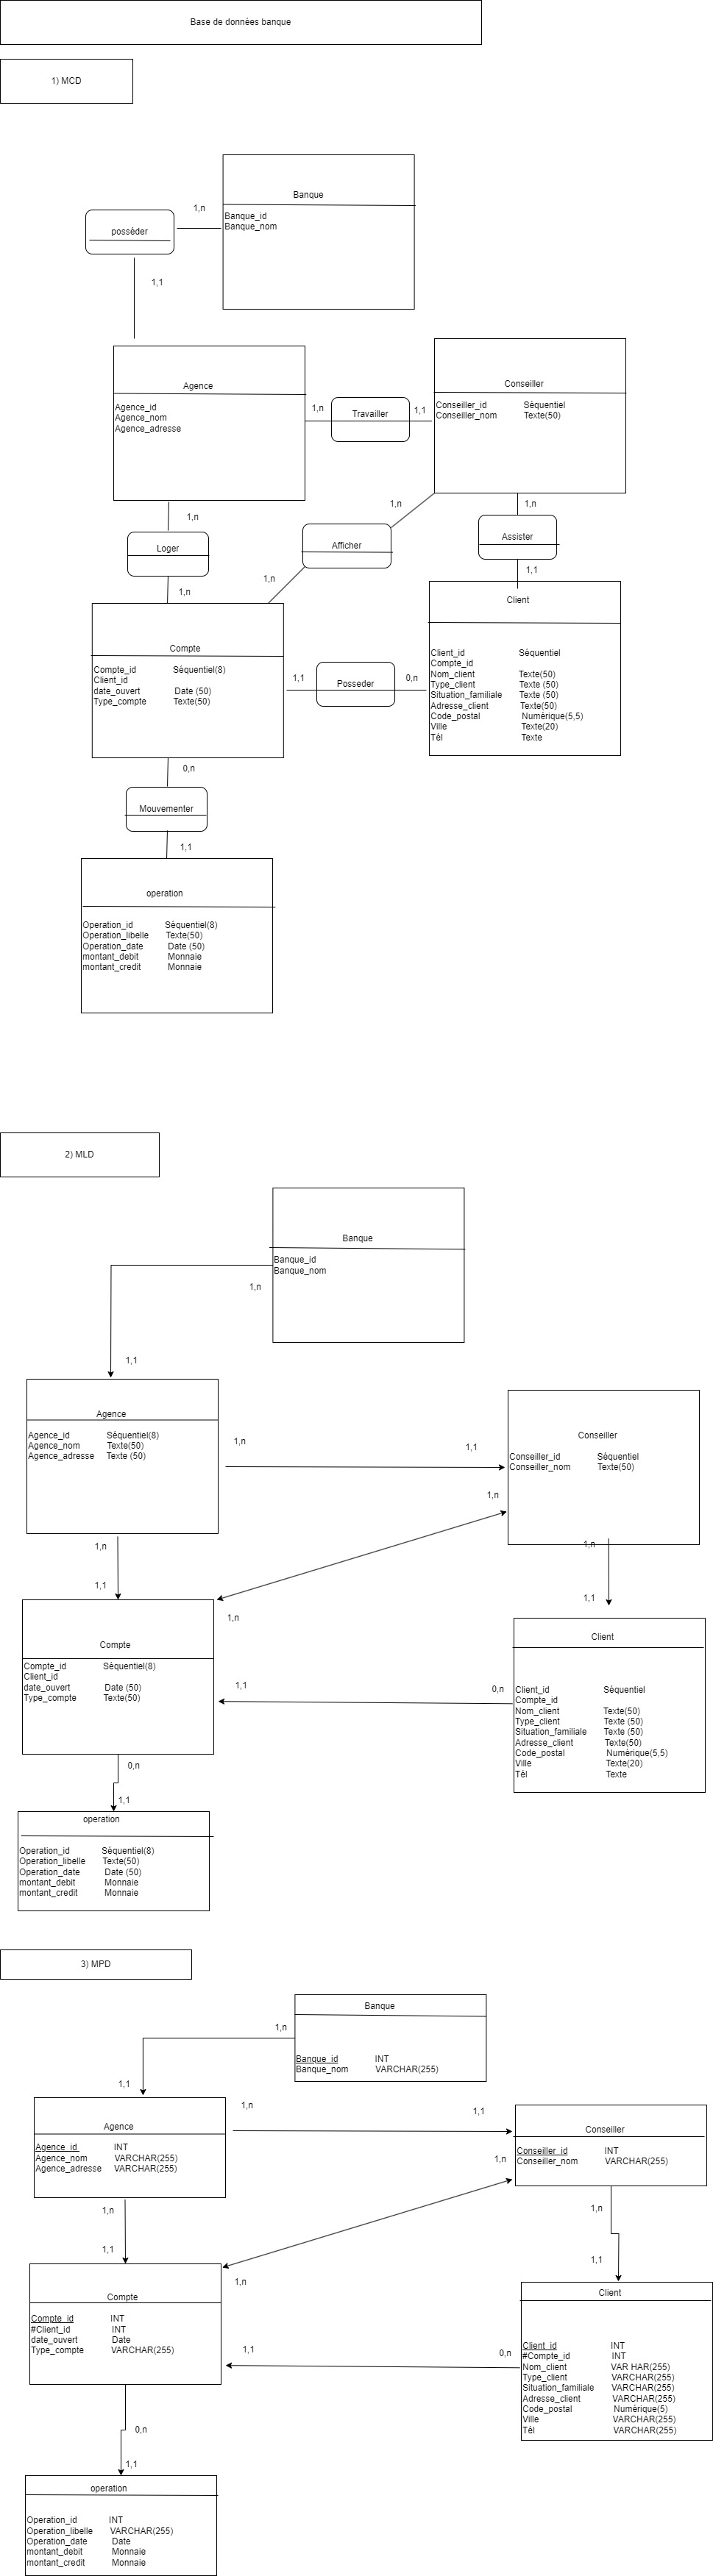 Base de données banque
1) MCD
Banque
1,n
Banque_id
Banque_nom
posséder
1,1
Agence
Agence_id
Agence_nom
Agence_adresse
1,n
Travailler
1,1
Conseiller
Conseiller_id Séquentiel
Conseiller_nom Texte(50)
1,n
Loger
1,n
1,n
Afficher
1,n
1,n
Assister
1,1
Compte
Compte_id Séquentiel(8)
Client_id
date_ouvert Date (50)
Type_compte Texte(50)
1,1
Posseder
0,n
Client
Client_id Séquentiel
Compte_id
Nom_client Texte(50)
Type_client Texte (50)
Situation_familiale Texte (50)
Adresse_client Texte(50)
Code_postal Numérique(5,5)
Ville Texte(20)
Tél Texte
0,n
Mouvementer
1,1
operation
Operation_id Séquentiel(8)
Operation_libelle Texte(50)
Operation_date Date (50)
montant_debit Monnaie
montant_credit Monnaie
2) MLD
Banque
Banque_id
Banque_nom
1,n
1,1
Agence
Agence_id Séquentiel(8)
Agence_nom Texte(50)
Agence_adresse Texte (50)
1,n
1,1
Conseiller
Conseiller_id Séquentiel
Conseiller_nom Texte(50)
1,n
1,n
1,n
1,1
1,1
1,n
Compte
Compte_id Séquentiel(8)
Client_id
date_ouvert Date (50)
Type_compte Texte(50)
1,1
0,n
Client
Client_id Séquentiel
Compte_id
Nom_client Texte(50)
Type_client Texte (50)
Situation_familiale Texte (50)
Adresse_client Texte(50)
Code_postal Numérique(5,5)
Ville Texte(20)
Tél Texte
0,n
1,1
operation
Operation_id Séquentiel(8)
Operation_libelle Texte(50)
Operation_date Date (50)
montant_debit Monnaie
montant_credit Monnaie
3) MPD
Banque
1,n
Banque_id INT
Banque_nom VARCHAR(255)
1,1
Agence
Agence_id INT
Agence_nom VARCHAR(255)
Agence_adresse VARCHAR(255)
1,n
1,1
Conseiller
Conseiller_id INT
Conseiller_nom VARCHAR(255)
1,n
1,n
1,n
1,1
1,1
1,n
Compte
Compte_id INT
#Client_id INT
date_ouvert Date
Type_compte VARCHAR(255)
1,1
0,n
Client
Client_id INT
#Compte_id INT
Nom_client VAR HAR(255)
Type_client VARCHAR(255)
Situation_familiale VARCHAR(255)
Adresse_client VARCHAR(255)
Code_postal Numérique(5)
Ville VARCHAR(255)
Tél VARCHAR(255)
0,n
1,1
operation
Operation_id INT
Operation_libelle VARCHAR(255)
Operation_date Date
montant_debit Monnaie
montant_credit Monnaie